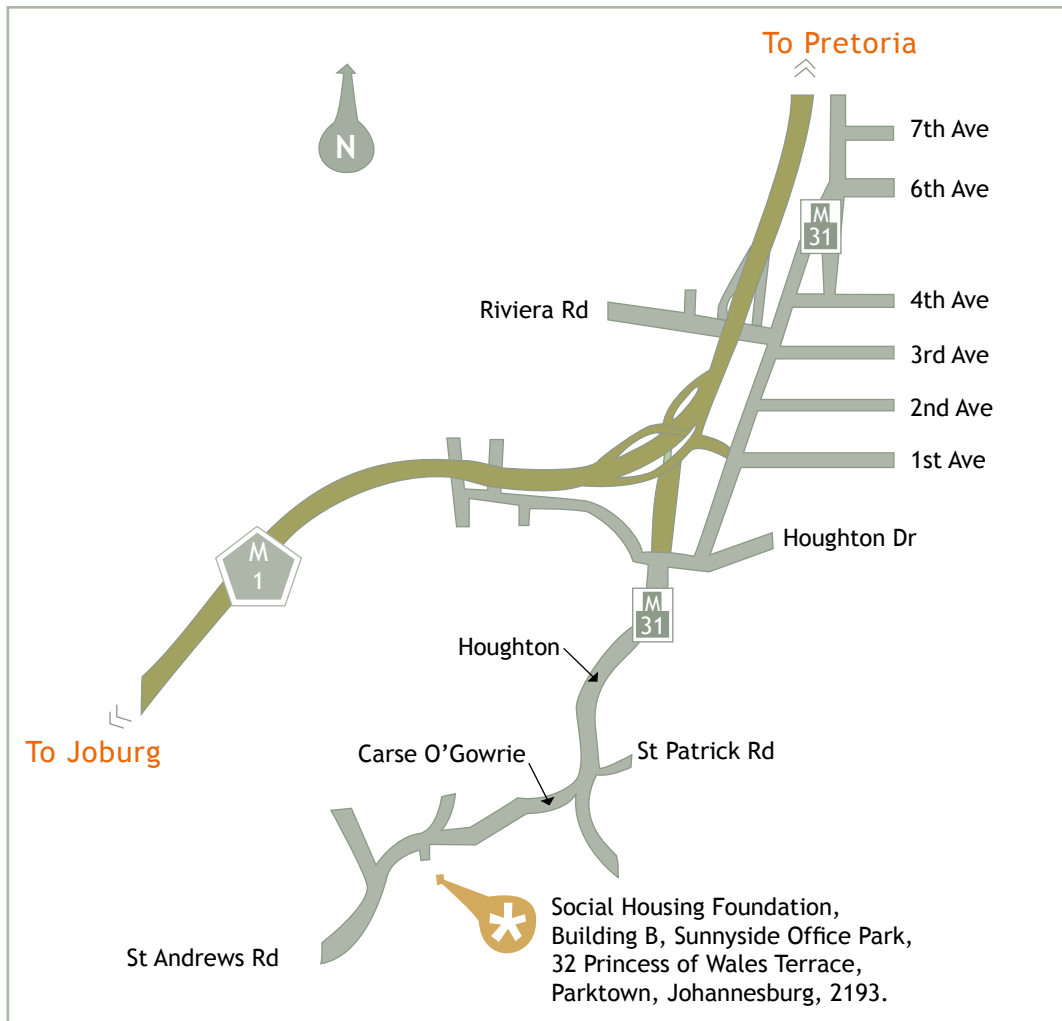 To Pretoria
N
7th Ave
6th Ave
M
31
4th Ave
Riviera Rd
3rd Ave
2nd Ave
1st Ave
Houghton Dr
M
1
M
31
Houghton
To Joburg
Carse O’Gowrie
St Patrick Rd
*
Social Housing Foundation,
Building B, Sunnyside Office Park,
32 Princess of Wales Terrace,
Parktown, Johannesburg, 2193.
St Andrews Rd